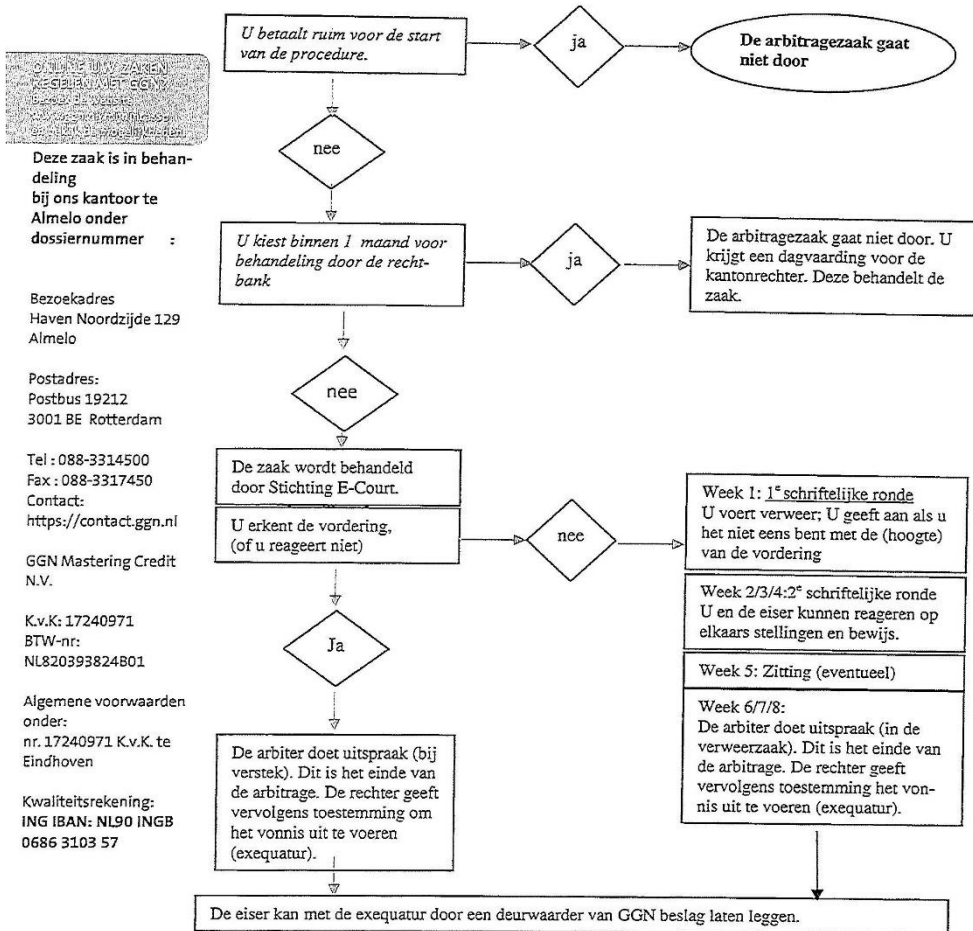 ONLINE UW ZAKEN
REGELEN MET GGN?
Deze zaak is in behan-
deling
bij ons kantoor te
Almelo onder
dossiernummer :
Bezoekadres
Haven Noordzijde 129
Almelo
Postadres:
Postbus 19212
3001 BE Rotterdam
Tel : 088-3314500
Fax : 088-3317450
Contact:
https://contact.ggn.nl
GGN Mastering Credit
N.V.
K.v.K: 17240971
BTW-nr:
NL820393824B01
Algemene voorwaarden
onder:
nr. 17240971 K.v.K. te
Eindhoven
Kwaliteitsrekening:
ING IBAN: NL90 INGB
0686 3103 57
U betaalt ruim voor de start
van de procedure.
ja
De arbitragezaak gaat
niet door
nee
U kiest binnen 1 maand voor
behandeling door de recht-
bank
ja
De arbitragezaak gaat niet door. U
krijgt een dagvaarding voor de
kantonrechter. Deze behandelt de
zaak.
nee
De zaak wordt behandeld
door Stichting E-Court.
U erkent de vordering,
(of u reageert niet)
nee
Week 1: 1e schriftelijke ronde
U voert verweer; U geeft aan als u
het niet eens bent met de (hoogte)
van de vordering
Week 2/3/4:2e schriftelijke ronde
U en de eiser kunnen reageren op
elkaars stellingen en bewijs.
Week 5: Zitting (eventueel)
Week 6/7/8:
De arbiter doet uitspraak (in de
verweerzaak). Dit is het einde van
de arbitrage. De rechter geeft
vervolgens toestemming het von-
nis uit te voeren (exequatur).
Ja
De arbiter doet uitspraak (bij
verstek). Dit is het einde van
de arbitrage. De rechter geeft
vervolgens toestemming om
het vonnis uit te voeren
(exequatur).
De eiser kan met de exequatur door een deurwaarder van GGN beslag laten leggen.